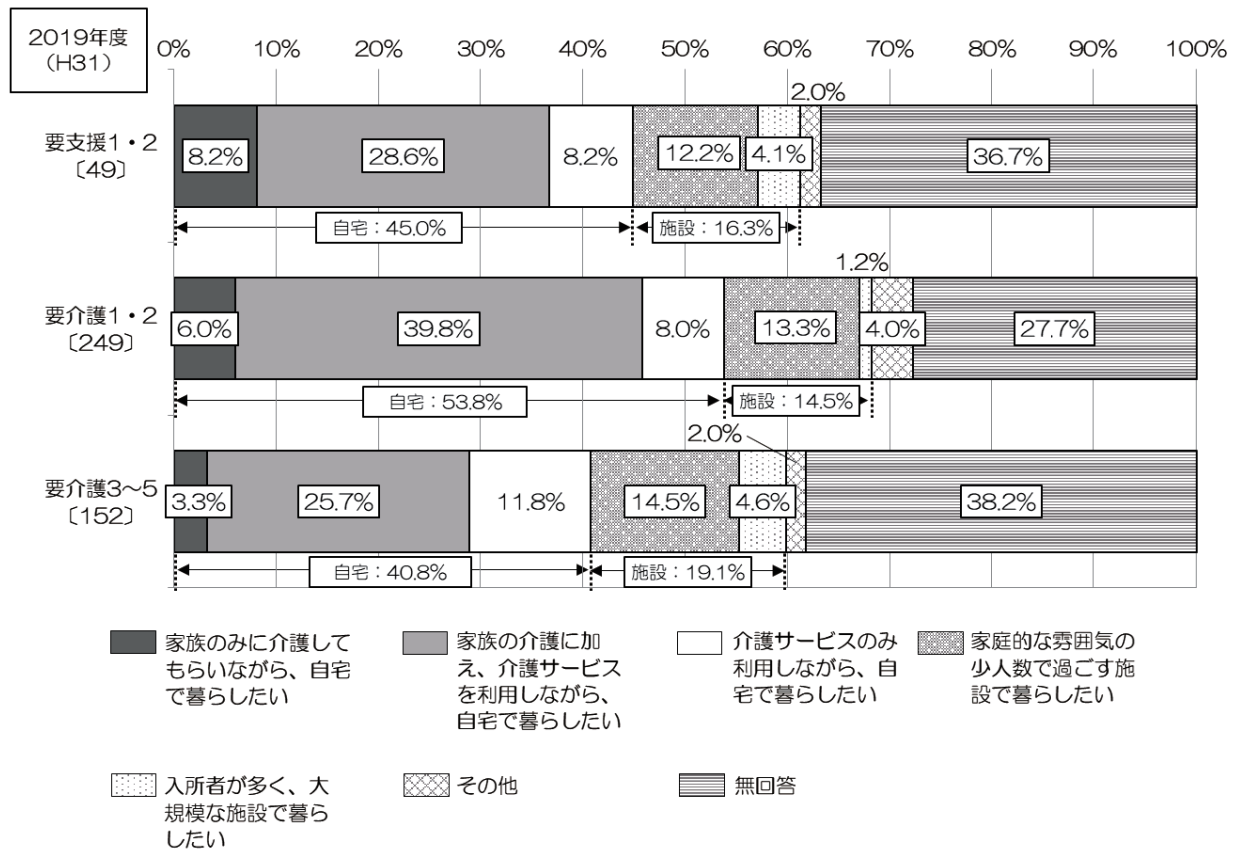 2019年度
（H31）
0% 10% 20% 30% 40% 50% 60% 70% 80% 90% 100%
2.0%
要支援1・2
〔49〕
8.2% 28.6% 8.2% 12.2% 4.1% 36.7%
自宅：45.0% 施設：16.3%
1.2%
要介護1・2
〔249〕
6.0% 39.8% 8.0% 13.3% 4.0% 27.7%
自宅：53.8% 施設：14.5%
2.0%
要介護3～5
〔152〕
3.3% 25.7% 11.8% 14.5% 4.6% 38.2%
自宅：40.8% 施設：19.1%
家族のみに介護して
もらいながら、自宅
で暮らしたい
家族の介護に加
え、介護サービス
を利用しながら、
自宅で暮らしたい
介護サービスのみ
利用しながら、自
宅で暮らしたい
家庭的な雰囲気の
少人数で過ごす施
設で暮らしたい
入所者が多く、大
規模な施設で暮ら
したい
その他
無回答